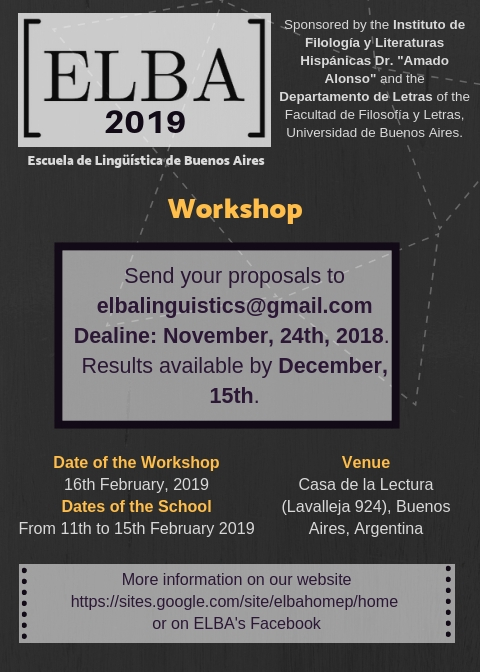 [ELBA]
2019
Escuela de Lingüística de Buenos Aires
Sponsored by the Instituto de
Filología y Literaturas
Hispánicas Dr. "Amado
Alonso" and the
Departamento de Letras of the
Facultad de Filosofía y Letras,
Universidad de Buenos Aires.
Workshop
Send your proposals to
elbalinguistics@gmail.com
Dealine: November, 24th, 2018.
Results available by December,
15th.
Date of the Workshop
16th February, 2019
Dates of the School
From 11th to 15th February 2019
Venue
Casa de la Lectura
(Lavalleja 924), Buenos
Aires, Argentina
More information on our website
https://sites.google.com/site/elbahomep/home
or on ELBA's Facebook